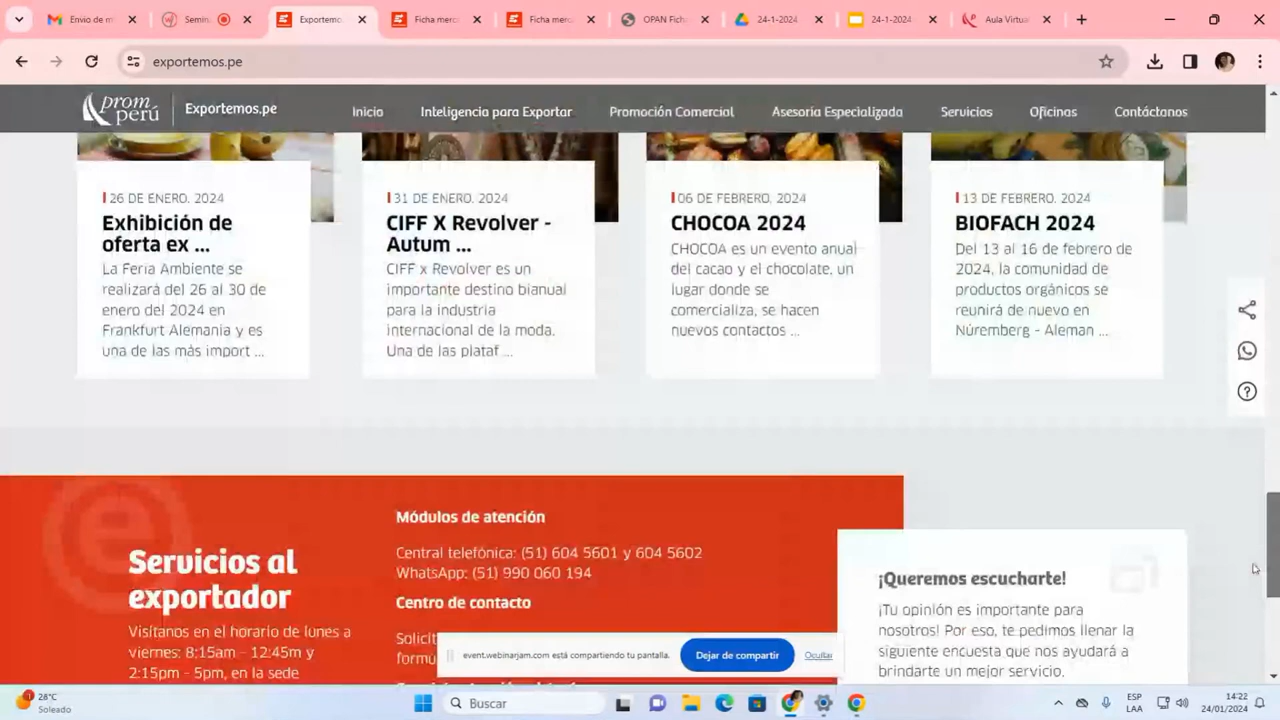 Envio de m
Semin
Exportemo
Ficha merc
Ficha merc
OPAN Fich
24-1-2024
24-1-2024
Aula Virtua
exportemos.pe
prom
perú
Exportemos.pe
Inicio
Inteligencia para Exportar
Promoción Comercial
Asesoría Especializada
Servicios
Oficinas
Contáctanos
26 DE ENERO, 2024
Exhibición de
oferta ex ...
La Feria Ambiente se
realizará del 26 al 30 de
enero del 2024 en
Frankfurt Alemania y es
una de las más import ...
31 DE ENERO, 2024
CIFF X Revolver -
Autum ...
CIFF x Revolver es un
importante destino bianual
para la industria
internacional de la moda.
Una de las plataf ...
06 DE FEBRERO, 2024
CHOCOA 2024
CHOCOA es un evento anual
del cacao y el chocolate, un
lugar donde se
comercializa, se hacen
nuevos contactos ...
13 DE FEBRERO, 2024
BIOFACH 2024
Del 13 al 16 de febrero de
2024, la comunidad de
productos orgánicos se
reunirá de nuevo en
Núremberg - Aleman ...
Servicios al
exportador
Visítanos en el horario de lunes a
viernes: 8:15am - 12:45m y
2:15pm - 5pm, en la sede
Módulos de atención
Central telefónica: (51) 604 5601 y 604 5602
WhatsApp: (51) 990 060 194
Centro de contacto
Solicit
formu
¡Queremos escucharte!
¡Tu opinión es importante para
nosotros! Por eso, te pedimos llenar la
siguiente encuesta que nos ayudará a
brindarte un mejor servicio.
event.webinarjam.com está compartiendo tu pantalla.
Dejar de compartir
Ocultar
28°C
Soleado
Buscar
ESP
LAA
14:22
24/01/2024